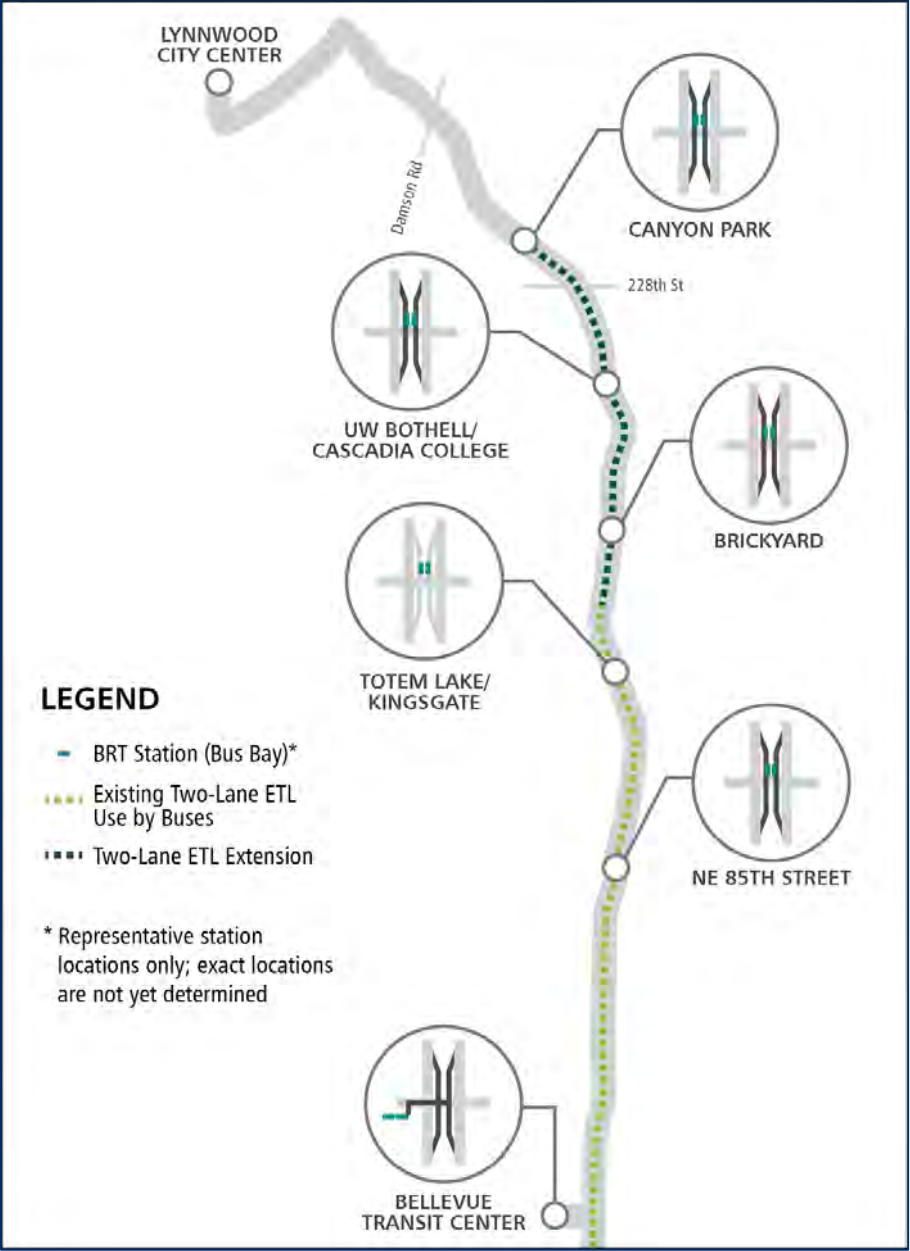 LYNNWOOD
CITY CENTER
Damson Rd
CANYON PARK
228th St
UW BOTHELL/
CASCADIA COLLEGE
BRICKYARD
TOTEM LAKE/
KINGSGATE
LEGEND
BRT Station (Bus Bay)*
Existing Two-Lane ETL
Use by Buses
Two-Lane ETL Extension
NE 85TH STREET
* Representative station
locations only; exact locations
are not yet determined
BELLEVUE
TRANSIT CENTER